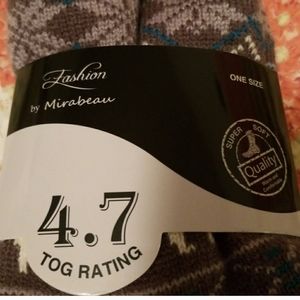 Fashion
by Mirabeau
ONE SIZE
SUPER SOFT
Quality
4.7
TOG RATING